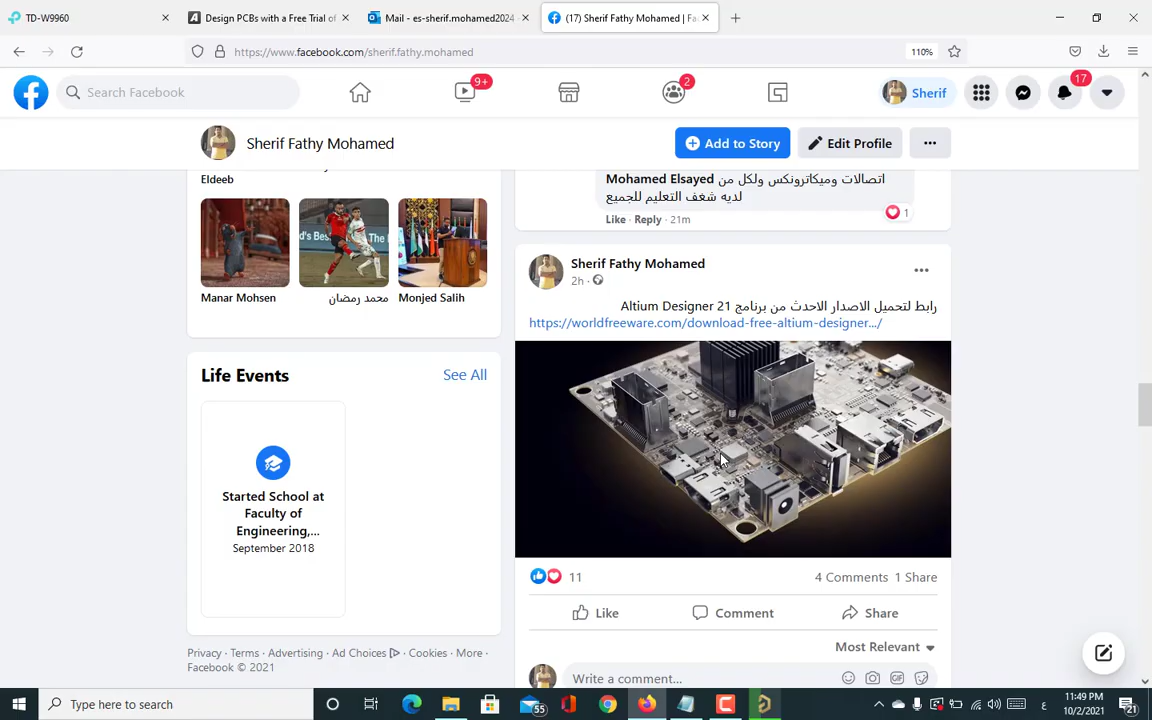 TD-W9960
Design PCBs with a Free Trial of
Mail - es-sherif.mohamed2024
(17) Sherif Fathy Mohamed | Fa
https://www.facebook.com/sherif.fathy.mohamed
110%
Search Facebook
9+
2
Sherif
17
Sherif Fathy Mohamed
Add to Story
Edit Profile
Eldeeb
Manar Mohsen
محمد رمضان
Monjed Salih
Life Events
See All
Started School at
Faculty of
Engineering,...
September 2018
Privacy · Terms · Advertising · Ad Choices · Cookies · More ·
Facebook © 2021
Mohamed Elsayed اتصالات وميكاترونكس ولكل من
لديه شغف التعليم للجميع
1
Like · Reply · 21m
Sherif Fathy Mohamed
2h ·
رابط لتحميل الاصدار الاحدث من برنامج Altium Designer 21
https://worldfreeware.com/download-free-altium-designer.../
11
4 Comments 1 Share
Like
Comment
Share
Most Relevant
Write a comment...
GIF
Type here to search
55
ع
11:49 PM
10/2/2021
21